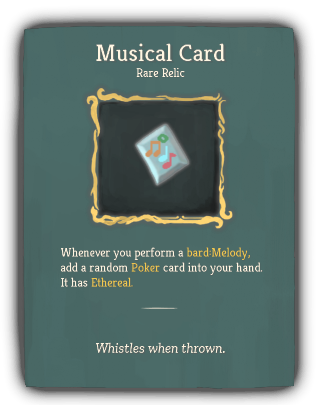 Musical Card
Rare Relic
Whenever you perform a bard:Melody,
add a random Poker card into your hand.
It has Ethereal.
Whistles when thrown.